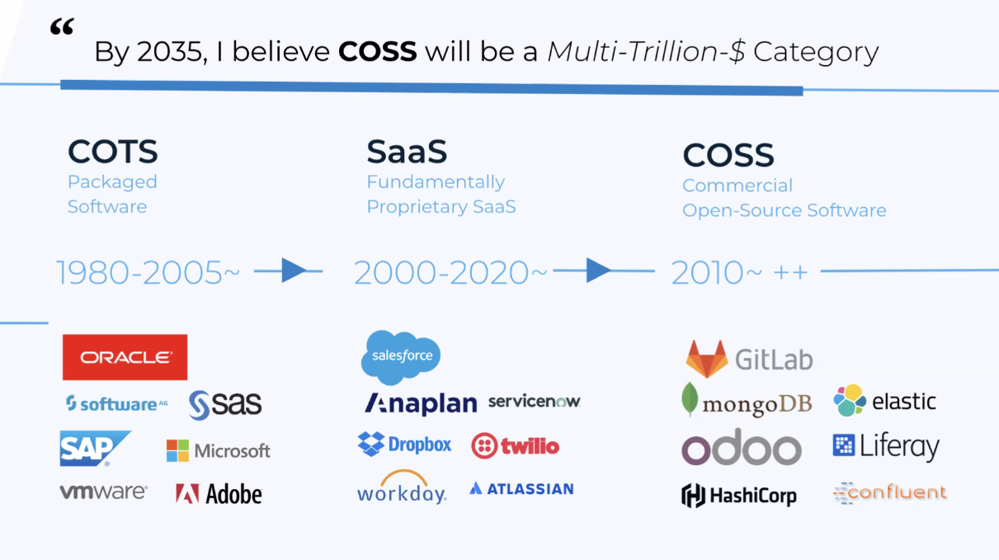 “
By 2035, I believe COSS will be a Multi-Trillion-$ Category
COTS
Packaged
Software
SaaS
Fundamentally
Proprietary SaaS
COSS
Commercial
Open-Source Software
1980-2005~
2000-2020~
2010~ ++
ORACLE®
software AG
sas
SAP®
Microsoft
vmware®
Adobe
salesforce
Anaplan
servicenow
Dropbox
twilio
workday®
ATLASSIAN
GitLab
mongoDB
elastic
odoo
Liferay
HashiCorp
confluent